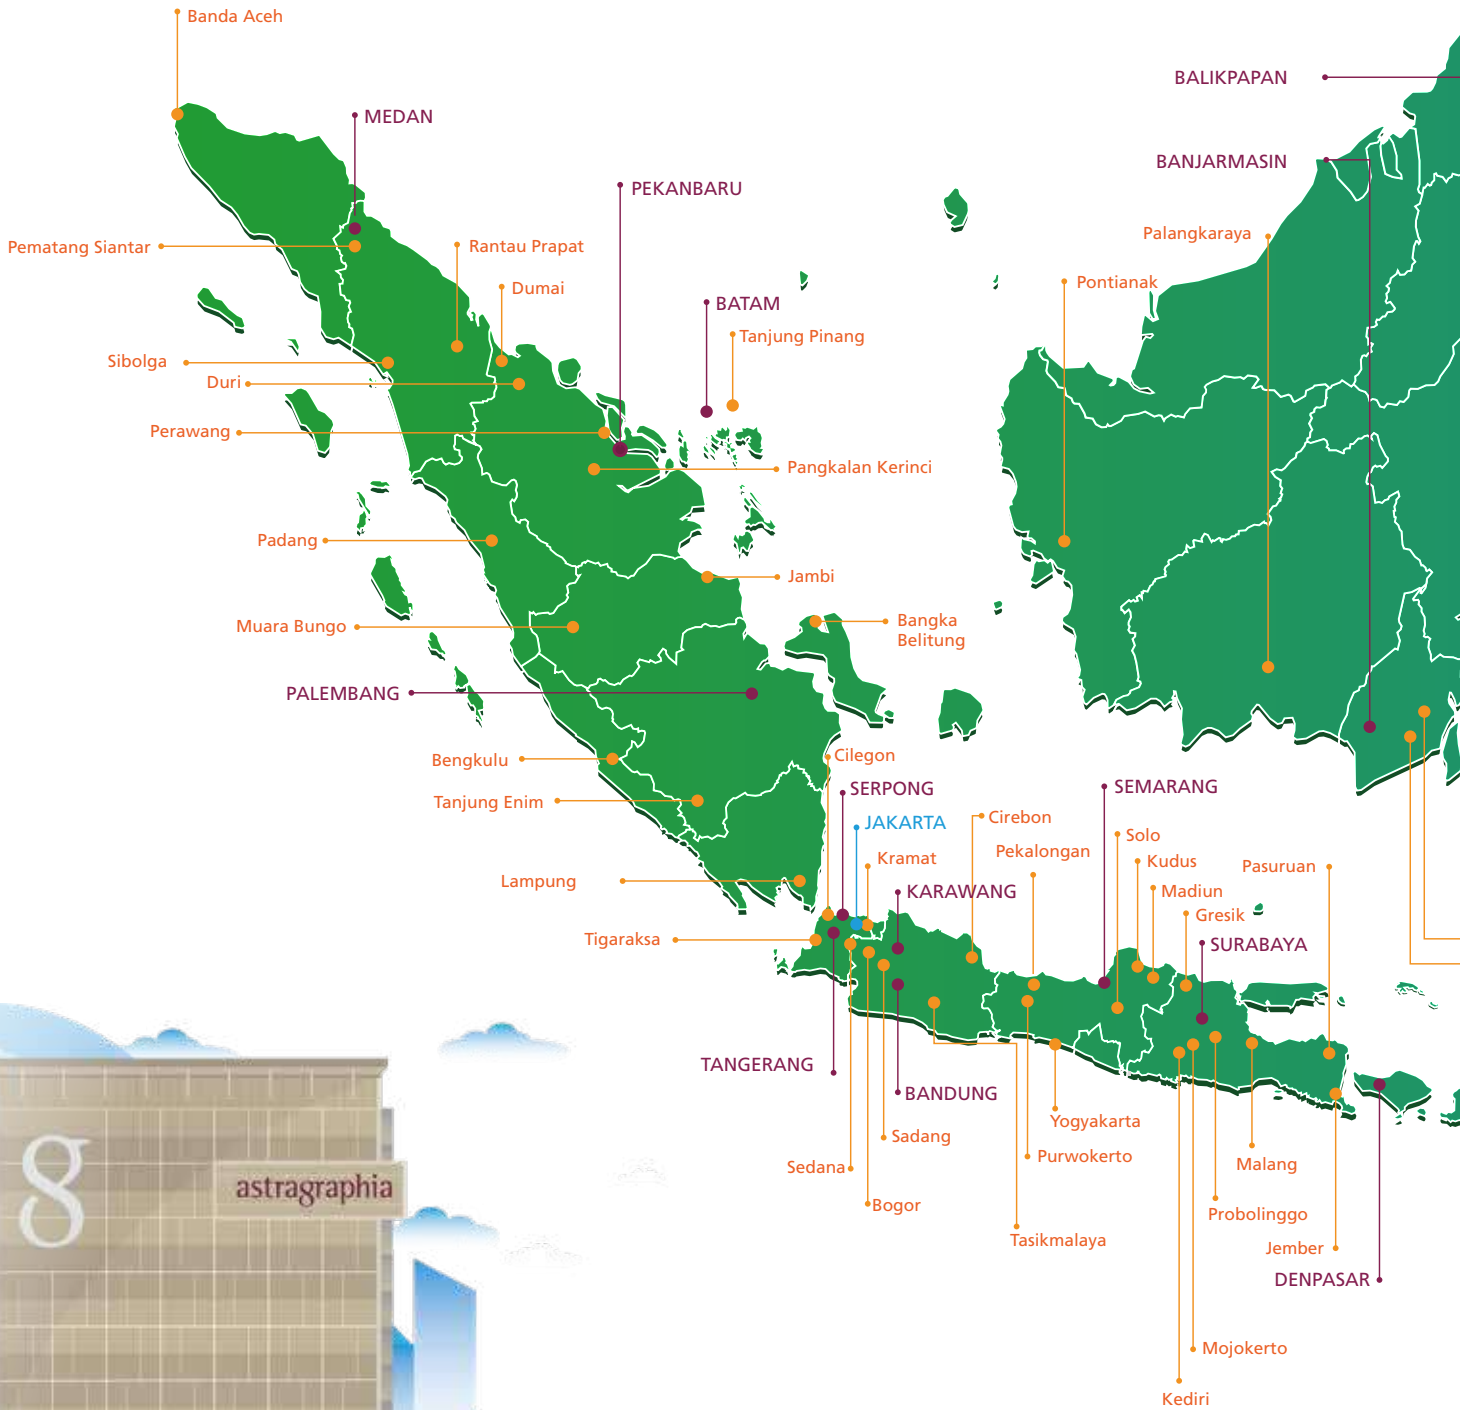 Banda Aceh
BALIKPAPAN
MEDAN
BANJARMASIN
PEKANBARU
Palangkaraya
Pematang Siantar
Rantau Prapat
Pontianak
Dumai
BATAM
Tanjung Pinang
Sibolga
Duri
Perawang
Pangkalan Kerinci
Padang
Jambi
Muara Bungo
Bangka
Belitung
PALEMBANG
Bengkulu
Cilegon
Tanjung Enim
SERPONG
SEMARANG
JAKARTA
Cirebon
Solo
Kramat
Pekalongan
Kudus
Pasuruan
Lampung
KARAWANG
Madiun
Gresik
Tigaraksa
SURABAYA
TANGERANG
BANDUNG
Yogyakarta
Sadang
Purwokerto
Sedana
Malang
8
astragraphia
Bogor
Probolinggo
Tasikmalaya
Jember
DENPASAR
Mojokerto
Kediri